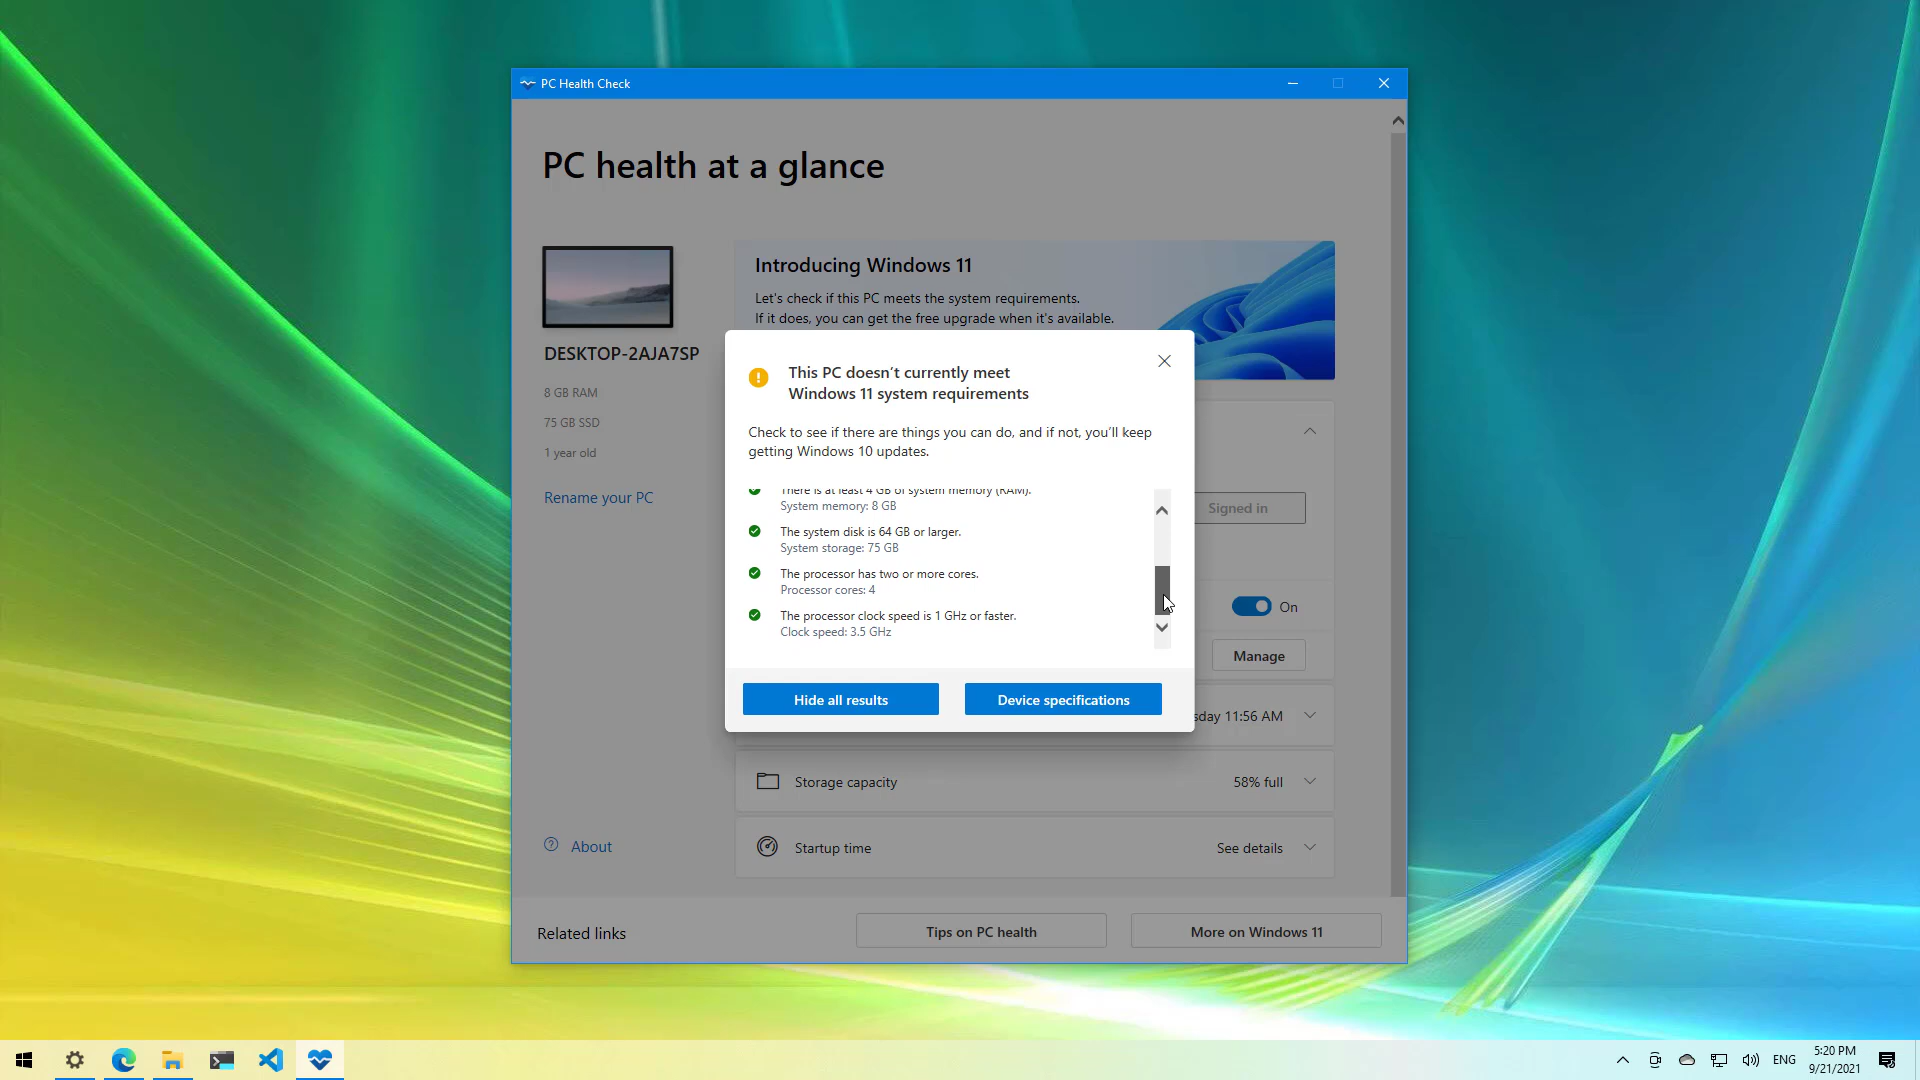 PC Health Check
PC health at a glance
DESKTOP-2AJA7SP
8 GB RAM
75 GB SSD
1 year old
Rename your PC
About
Introducing Windows 11
Let's check if this PC meets the system requirements.
If it does, you can get the free upgrade when it's available.
This PC doesn't currently meet
Windows 11 system requirements
Check to see if there are things you can do, and if not, you'll keep
getting Windows 10 updates.
There is at least 4 GB of system memory (RAM).
System memory: 8 GB
The system disk is 64 GB or larger.
System storage: 75 GB
The processor has two or more cores.
Processor cores: 4
The processor clock speed is 1 GHz or faster.
Clock speed: 3.5 GHz
Hide all results
Device specifications
Signed in
On
Manage
sday 11:56 AM
Storage capacity
58% full
Startup time
See details
Related links
Tips on PC health
More on Windows 11
ENG
5:20 PM
9/21/2021